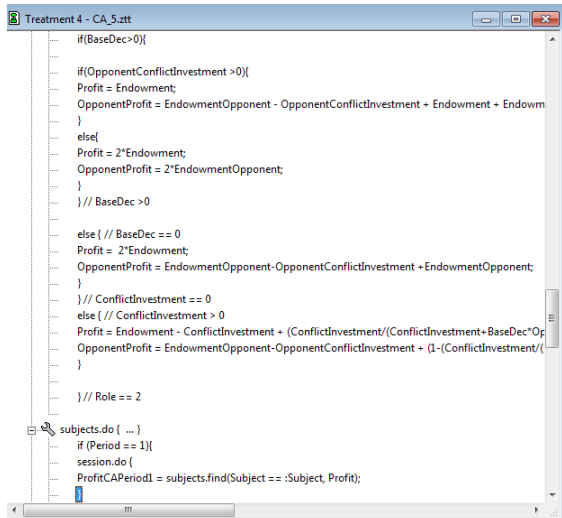 Treatment 4 - CA_5.ztt
if(BaseDec>0){
if(OpponentConflictInvestment >0){
Profit = Endowment;
OpponentProfit = EndowmentOpponent - OpponentConflictInvestment + Endowment + Endowm
}
else{
Profit = 2*Endowment;
OpponentProfit = 2*EndowmentOpponent;
}
} // BaseDec >0
else { // BaseDec == 0
Profit =  2*Endowment;
OpponentProfit = EndowmentOpponent-OpponentConflictInvestment +EndowmentOpponent;
}
} // ConflictInvestment == 0
else { // ConflictInvestment > 0
Profit = Endowment - ConflictInvestment + (ConflictInvestment/(ConflictInvestment+BaseDec*Op
OpponentProfit = EndowmentOpponent-OpponentConflictInvestment + (1-(ConflictInvestment/(
}
} // Role == 2
subjects.do { ... }
if (Period == 1){
session.do {
ProfitCAPeriod1 = subjects.find(Subject == :Subject, Profit);
}